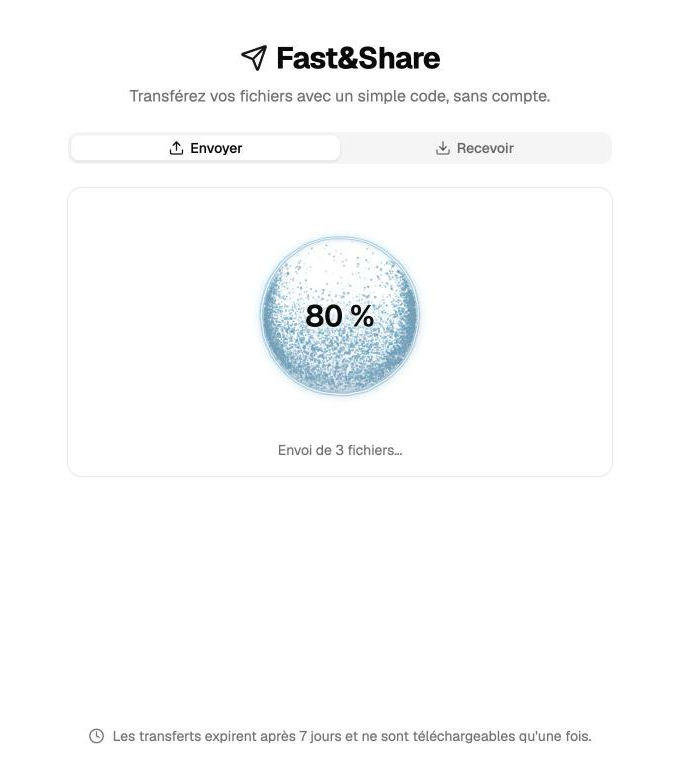 Fast&Share
Transférez vos fichiers avec un simple code, sans compte.
Envoyer
Recevoir
80 %
Envoi de 3 fichiers...
Les transferts expirent après 7 jours et ne sont téléchargeables qu'une fois.